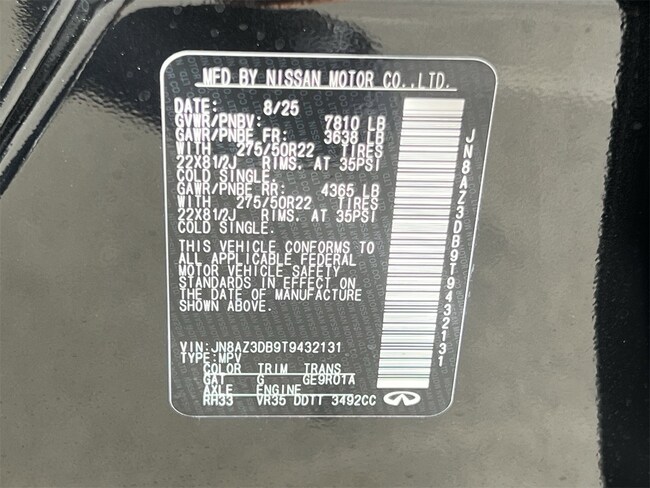 MFD BY NISSAN MOTOR CO.,LTD.
DATE: 8/25
GVWR/PNBV: 7810 LB
GAWR/PNBE FR: 3638 LB
WITH 275/50R22 TIRES
22X81/2J RIMS. AT 35PSI
COLD SINGLE.
GAWR/PNBE RR: 4365 LB
WITH 275/50R22 TIRES
22X81/2J RIMS. AT 35PSI
COLD SINGLE.
THIS VEHICLE CONFORMS TO
ALL APPLICABLE FEDERAL
MOTOR VEHICLE SAFETY
STANDARDS IN EFFECT ON
THE DATE OF MANUFACTURE
SHOWN ABOVE.
VIN:JN8AZ3DB9T9432131
TYPE:MPV
COLOR TRIM TRANS
GAT G GE9R01A
AXLE ENGINE
RH33 VR35 DDTT 3492CC
JN8AZ3DB9T9432131